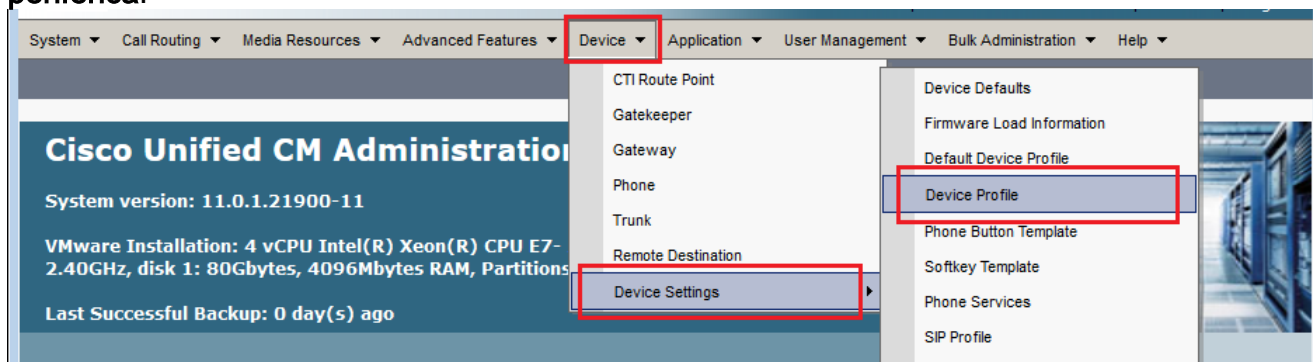 System Call Routing Media Resources Advanced Features Device Application User Management Bulk Administration Help
CTI Route Point
Gatekeeper
Gateway
Phone
Trunk
Remote Destination
Device Settings
Device Defaults
Firmware Load Information
Default Device Profile
Device Profile
Phone Button Template
Softkey Template
Phone Services
SIP Profile
Cisco Unified CM Administration
System version: 11.0.1.21900-11
VMware Installation: 4 vCPU Intel(R) Xeon(R) CPU E7-
2.40GHz, disk 1: 80Gbytes, 4096Mbytes RAM, Partitions
Last Successful Backup: 0 day(s) ago